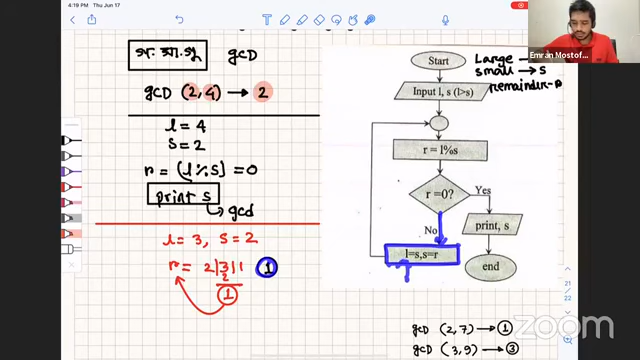 4:19 PM Thu Jun 17
গ. সা. গু
GCD
GCD (2, 4) → 2
l = 4
s = 2
r = (l % s) = 0
print s
→ gcd
l = 3, s = 2
r = 2|3|1 1
2
1
Start
Large →
small → s
remainder-
Input l, s (l>s)
r = l%s
r =0?
Yes
No
print, s
l=s,s=r
end
21
22
GCD (2,7) → 1
GCD (3,9) → 3
Emran Mostof...
zoom